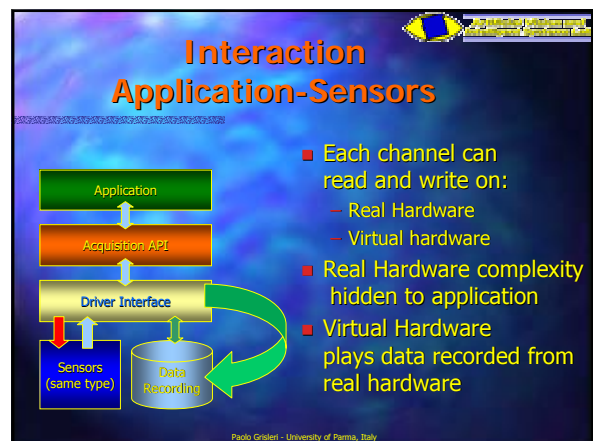 Interaction
Application-Sensors
Application
Acquisition API
Driver Interface
Sensors
(same type)
Data
Recording
■ Each channel can
read and write on:
– Real Hardware
– Virtual hardware
■ Real Hardware complexity
hidden to application
■ Virtual Hardware
plays data recorded from
real hardware
Paolo Grisleri - University of Parma, Italy